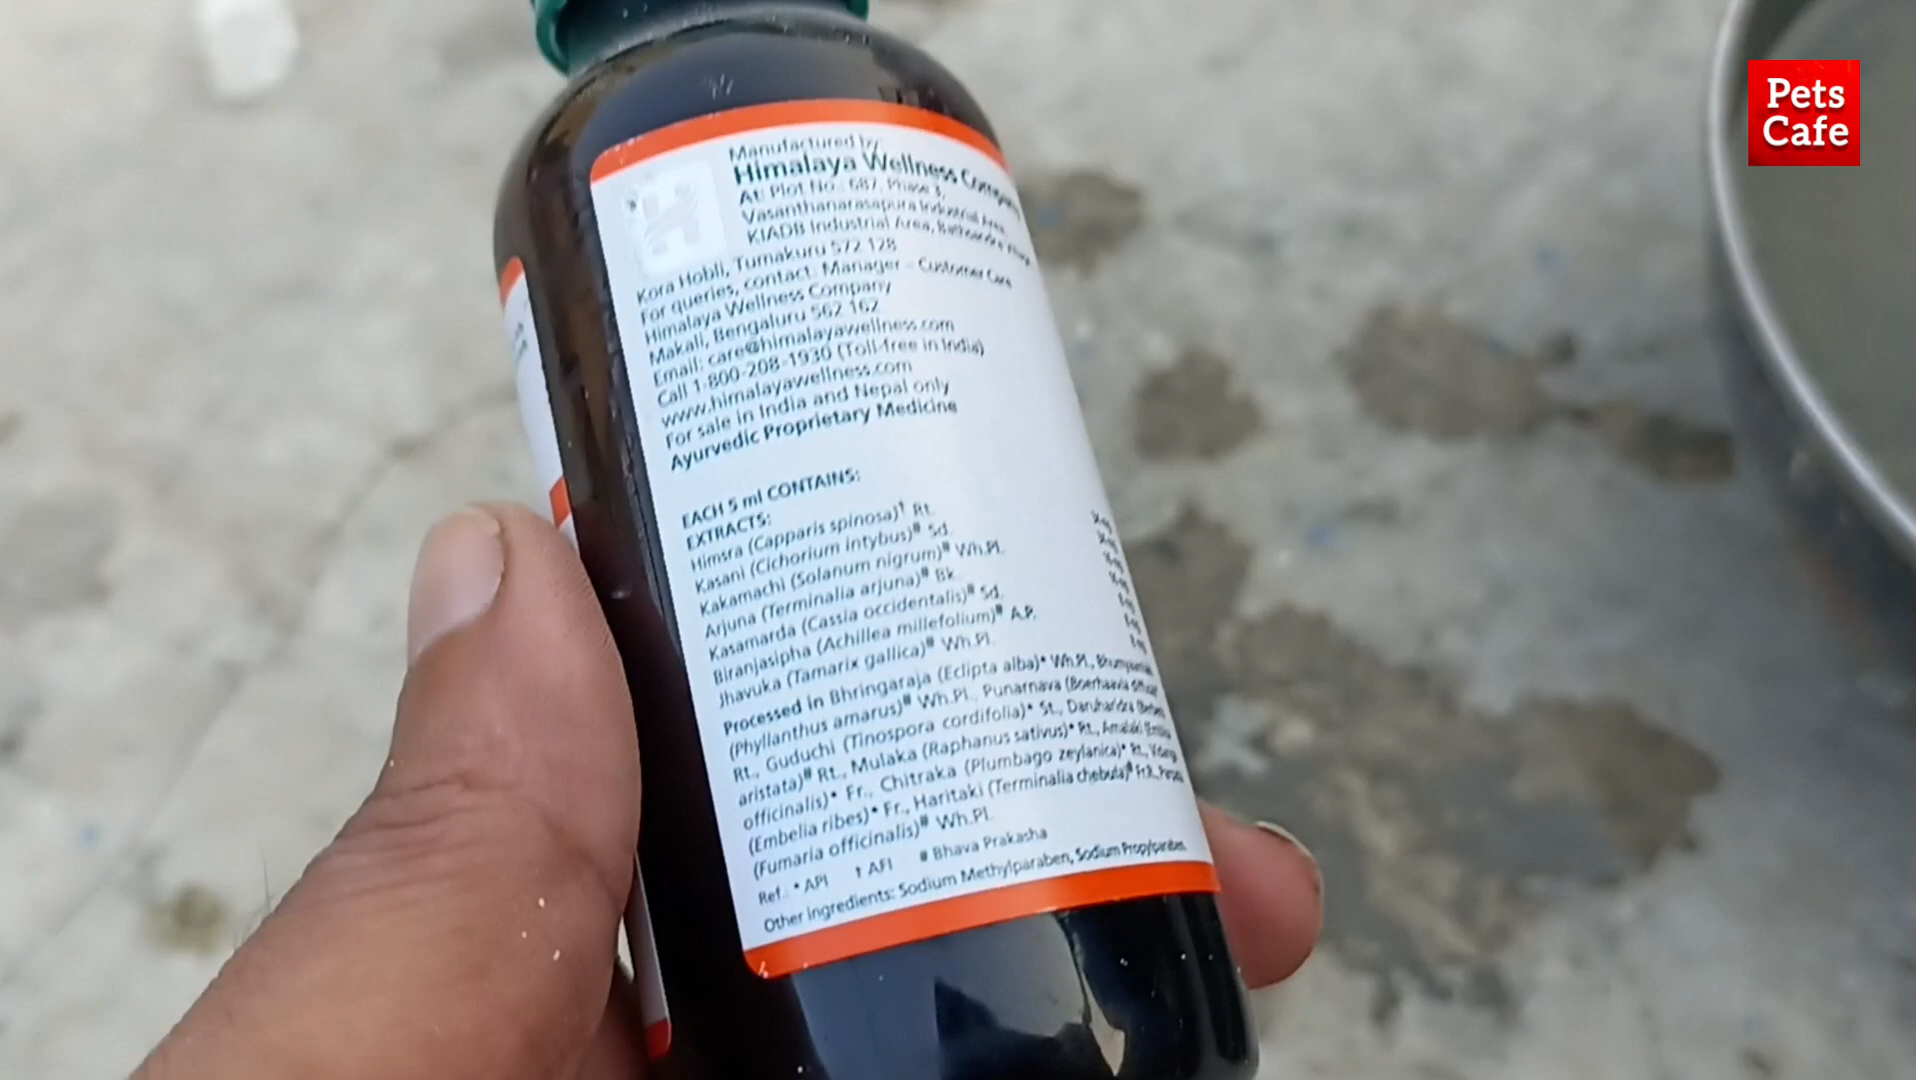 Pets
Cafe
Manufactured by
Himalaya Wellness Company
At: Plot No.: 687, Phase 3,
Vasanthanarasapura Industrial Area
KIADB Industrial Area,
Kora Hobli, Tumakuru 572 128
For queries, contact: Manager - Customer Care
Himalaya Wellness Company
Makali, Bengaluru 562 162
Email: care@himalayawellness.com
Call 1-800-208-1930 (Toll-free in India)
www.himalayawellness.com
For sale in India and Nepal only
Ayurvedic Proprietary Medicine
EACH 5 ml CONTAINS:
EXTRACTS:
Himsra (Capparis spinosa)† Rt.
Kasani (Cichorium intybus)# Sd.
Kakamachi (Solanum nigrum)# Wh.Pl.
Arjuna (Terminalia arjuna)# Bk.
Kasamarda (Cassia occidentalis)# Sd.
Biranjasipha (Achillea millefolium)# A.P.
Jhavuka (Tamarix gallica)# Wh.Pl.
Processed in Bhringaraja (Eclipta alba)* Wh.Pl.,
(Phyllanthus amarus)# Wh.Pl., Punarnava (Boerhaavia
Rt., Guduchi (Tinospora cordifolia)* St., Daruharidra
aristata)# Rt., Mulaka (Raphanus sativus)* Rt., Amalaki
officinalis)* Fr., Chitraka (Plumbago zeylanica)* Rt.,
(Embelia ribes)* Fr., Haritaki (Terminalia chebula)# Fr.R.,
(Fumaria officinalis)# Wh.Pl.
Ref.: * API † AFI # Bhava Prakasha
Other ingredients: Sodium Methylparaben, Sodium Propylparaben.